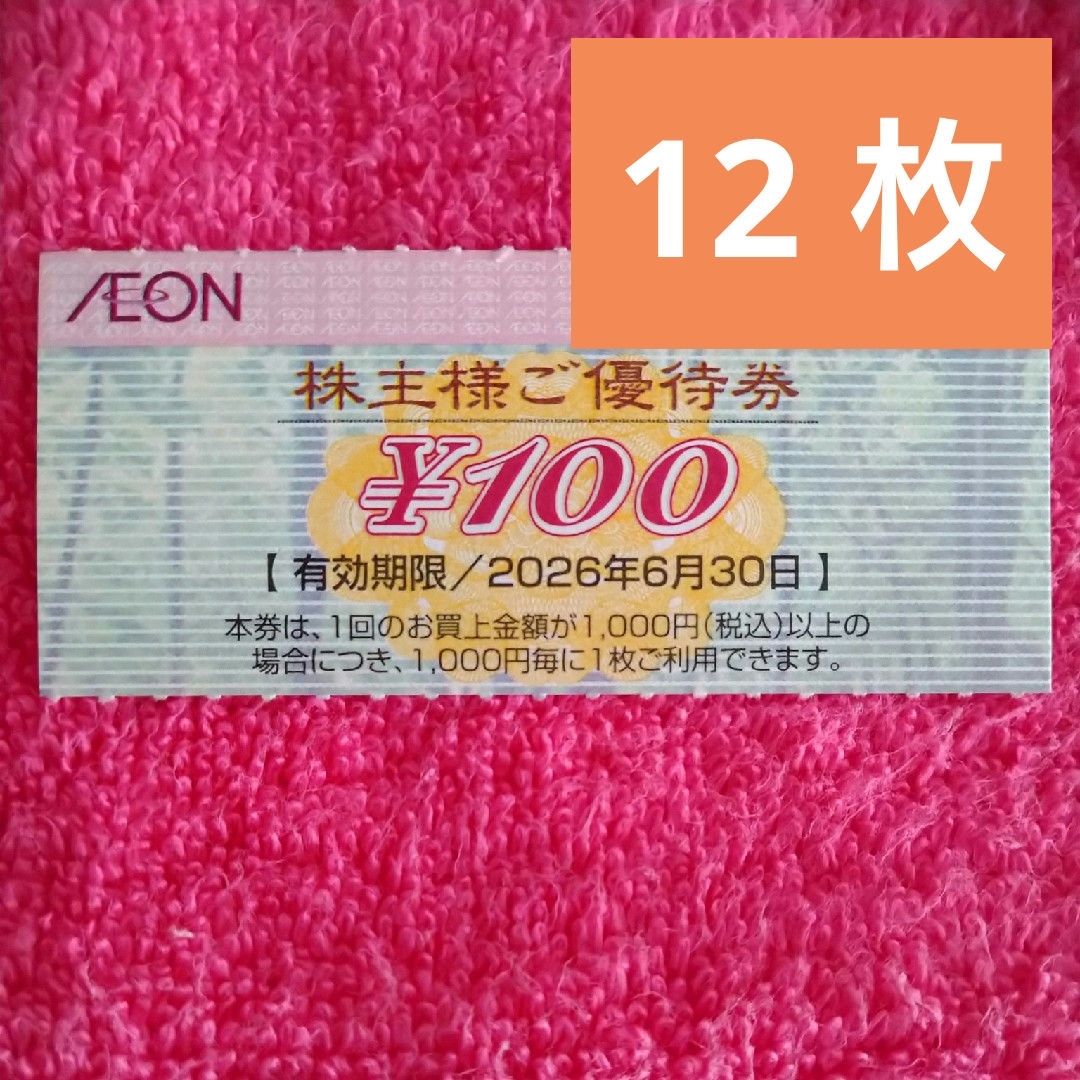 12 枚
ÆON
株主様ご優待券
¥100
【 有効期限／2026年6月30日 】
本券は、1回のお買上金額が1,000円(税込)以上の
場合につき、1,000円毎に1枚ご利用できます。